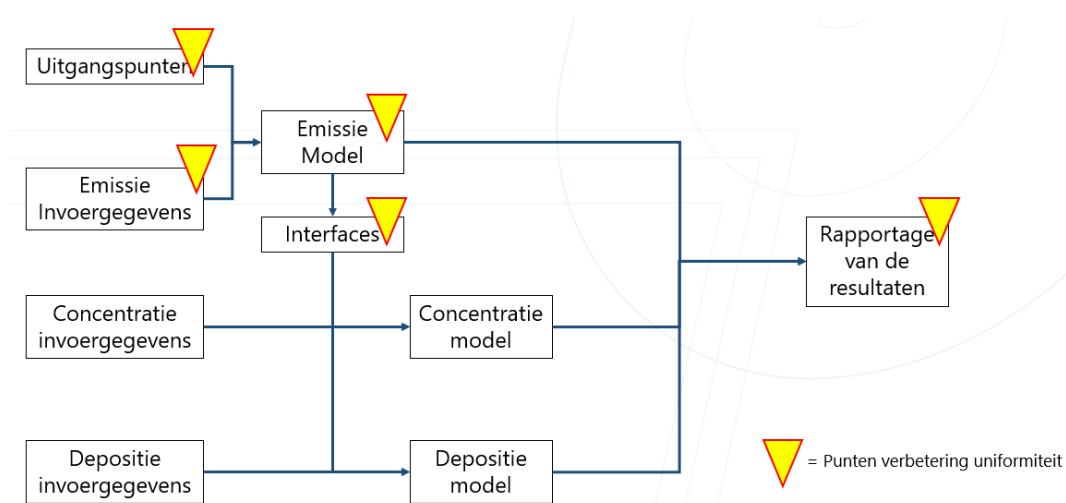 Uitgangspunten
Emissie
Model
Emissie
Invoergegevens
Interfaces
Rapportage
van de
resultaten
Concentratie
invoergegevens
Concentratie
model
Depositie
invoergegevens
Depositie
model
= Punten verbetering uniformiteit